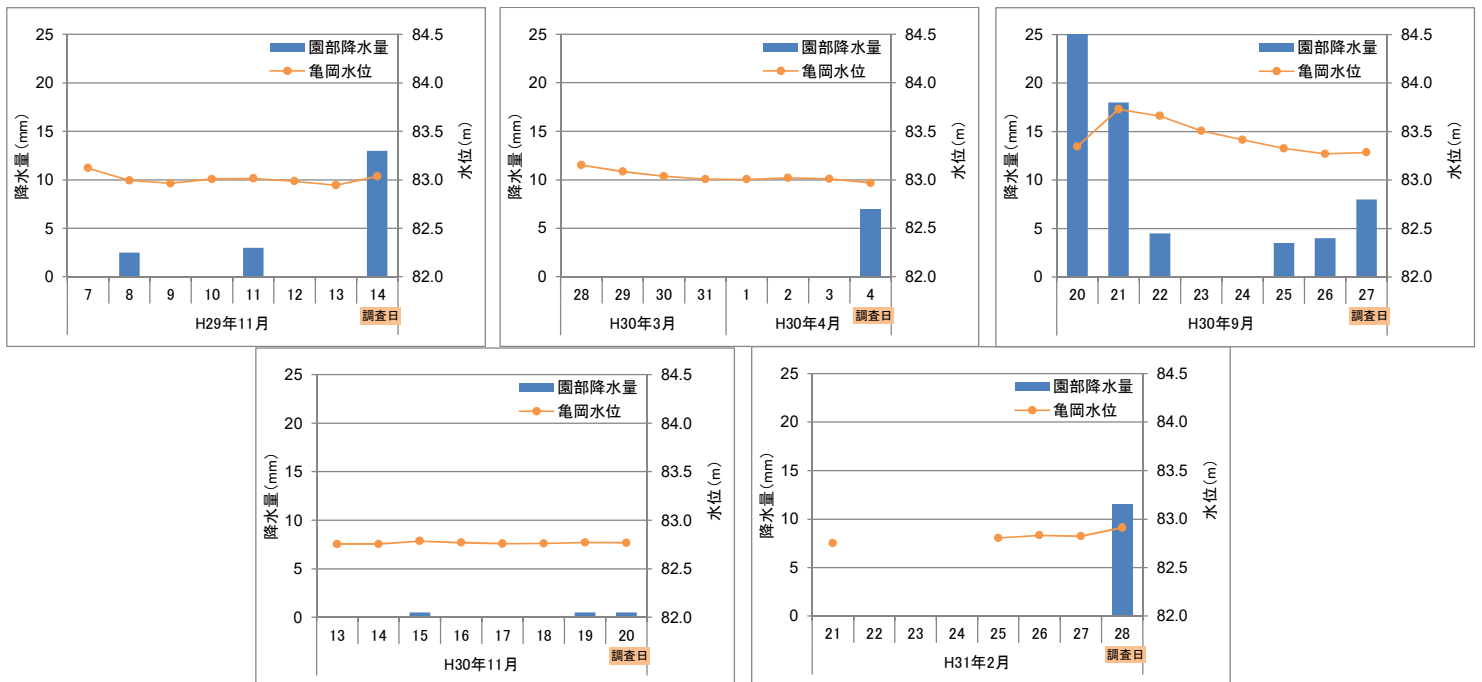 園部降水量
亀岡水位
降水量(mm)
水位(m)
25
20
15
10
5
0
84.5
84.0
83.5
83.0
82.5
82.0
7 8 9 10 11 12 13 14
H29年11月
調査日
園部降水量
亀岡水位
降水量(mm)
水位(m)
25
20
15
10
5
0
84.5
84.0
83.5
83.0
82.5
82.0
28 29 30 31 1 2 3 4
H30年3月 H30年4月
調査日
園部降水量
亀岡水位
降水量(mm)
水位(m)
25
20
15
10
5
0
84.5
84.0
83.5
83.0
82.5
82.0
20 21 22 23 24 25 26 27
H30年9月
調査日
園部降水量
亀岡水位
降水量(mm)
水位(m)
25
20
15
10
5
0
84.5
84.0
83.5
83.0
82.5
82.0
13 14 15 16 17 18 19 20
H30年11月
調査日
園部降水量
亀岡水位
降水量(mm)
水位(m)
25
20
15
10
5
0
84.5
84.0
83.5
83.0
82.5
82.0
21 22 23 24 25 26 27 28
H31年2月
調査日